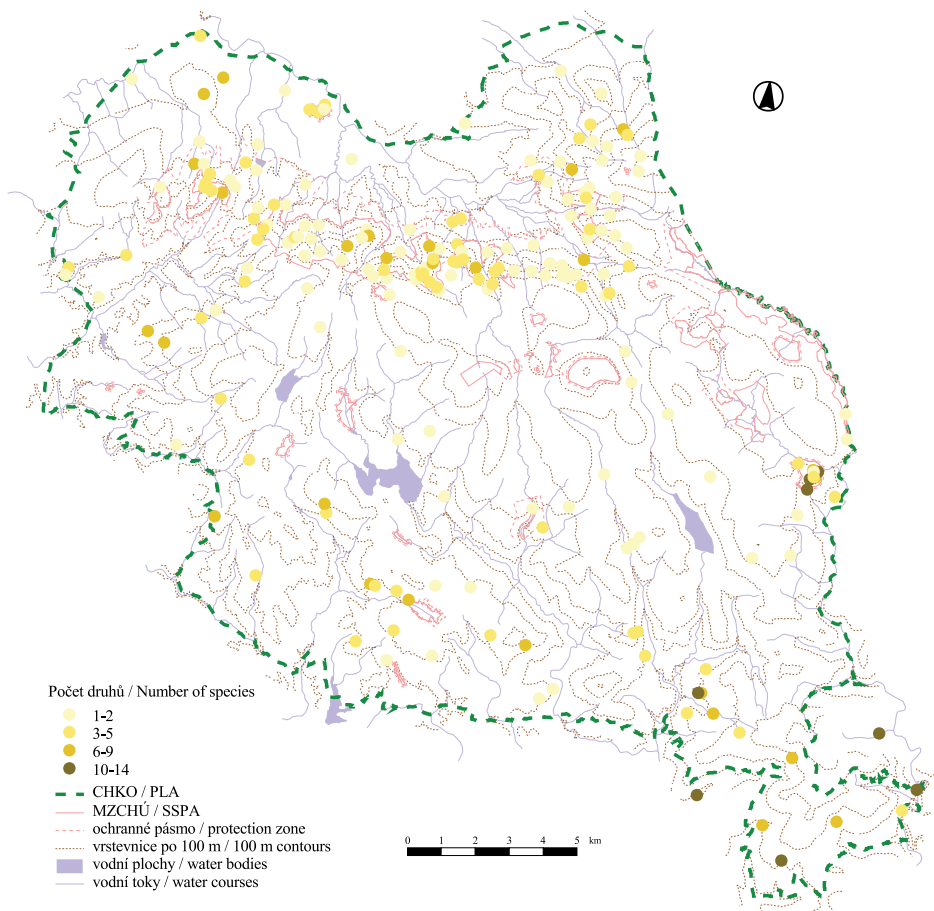 Počet druhů / Number of species
1-2
3-5
6-9
10-14
CHKO / PLA
MZCHÚ / SSPA
ochranné pásmo / protection zone
vrstevnice po 100 m / 100 m contours
vodní plochy / water bodies
vodní toky / water courses
0 1 2 3 4 5 km